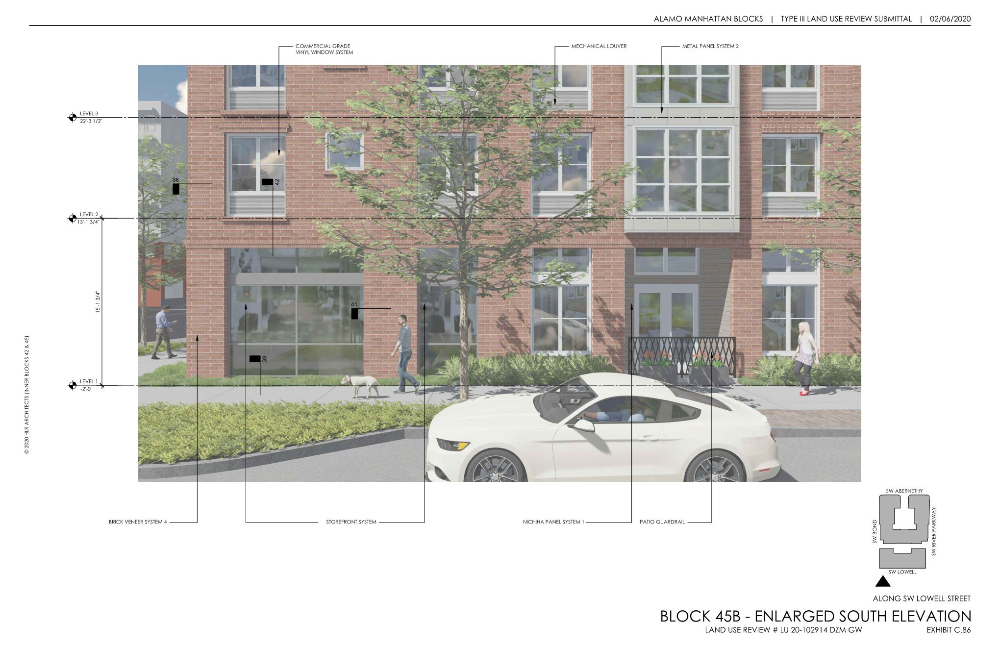 ALAMO MANHATTAN BLOCKS | TYPE III LAND USE REVIEW SUBMITTAL | 02/06/2020
COMMERCIAL GRADE
VINYL WINDOW SYSTEM
MECHANICAL LOUVER
METAL PANEL SYSTEM 2
LEVEL 3
22'-3 1/2"
36
42
LEVEL 2
13'-1 3/4"
15'-1 3/4"
41
39
LEVEL 1
-2'-0"
© 2020 HLR ARCHITECTS (INNER BLOCKS 42 & 45)
BRICK VENEER SYSTEM 4
STOREFRONT SYSTEM
NICHIHA PANEL SYSTEM 1
PATIO GUARDRAIL
SW ABERNETHY
SW BOND
SW RIVER PARKWAY
SW LOWELL
ALONG SW LOWELL STREET
BLOCK 45B - ENLARGED SOUTH ELEVATION
LAND USE REVIEW # LU 20-102914 DZM GW
EXHIBIT C.86